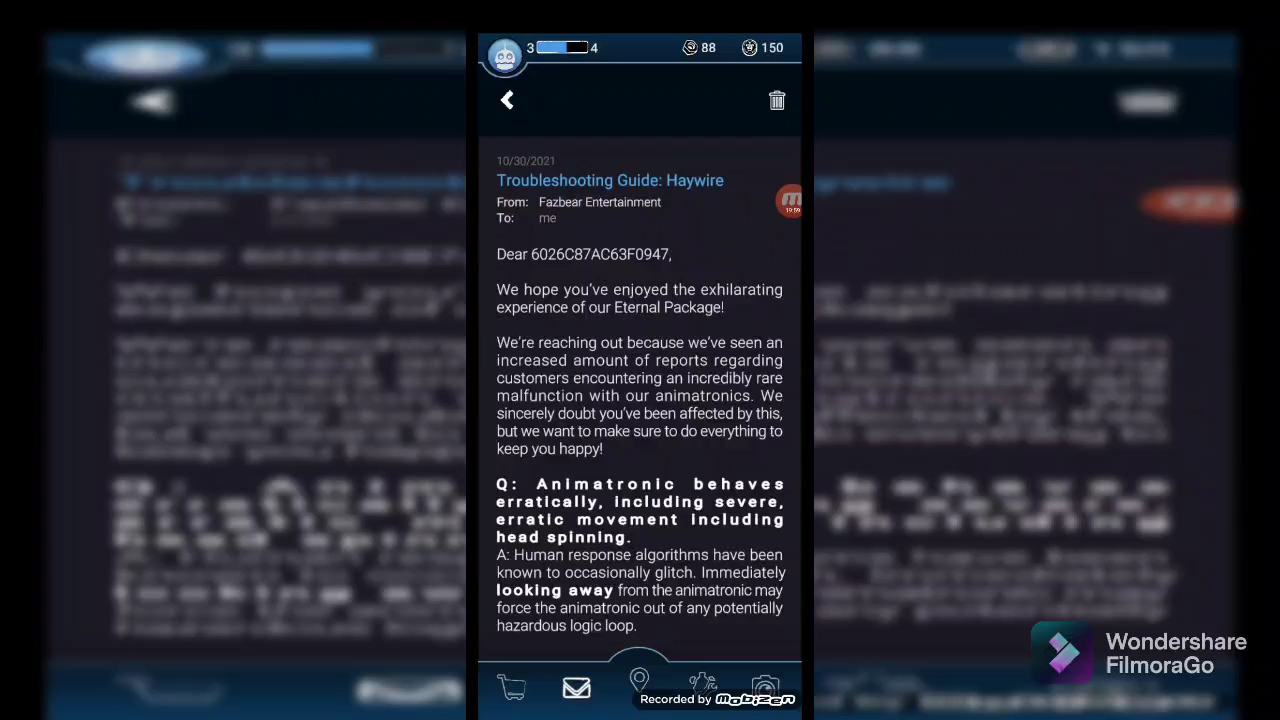 3 4 88 150
10/30/2021
Troubleshooting Guide: Haywire
From: Fazbear Entertainment
To: me
19:59
Dear 6026C87AC63F0947,
We hope you've enjoyed the exhilarating
experience of our Eternal Package!
We're reaching out because we've seen an
increased amount of reports regarding
customers encountering an incredibly rare
malfunction with our animatronics. We
sincerely doubt you've been affected by this,
but we want to make sure to do everything to
keep you happy!
Q: Animatronic behaves
erratically, including severe,
erratic movement including
head spinning.
A: Human response algorithms have been
known to occasionally glitch. Immediately
looking away from the animatronic may
force the animatronic out of any potentially
hazardous logic loop.
Wondershare
FilmoraGo
Recorded by mobizen